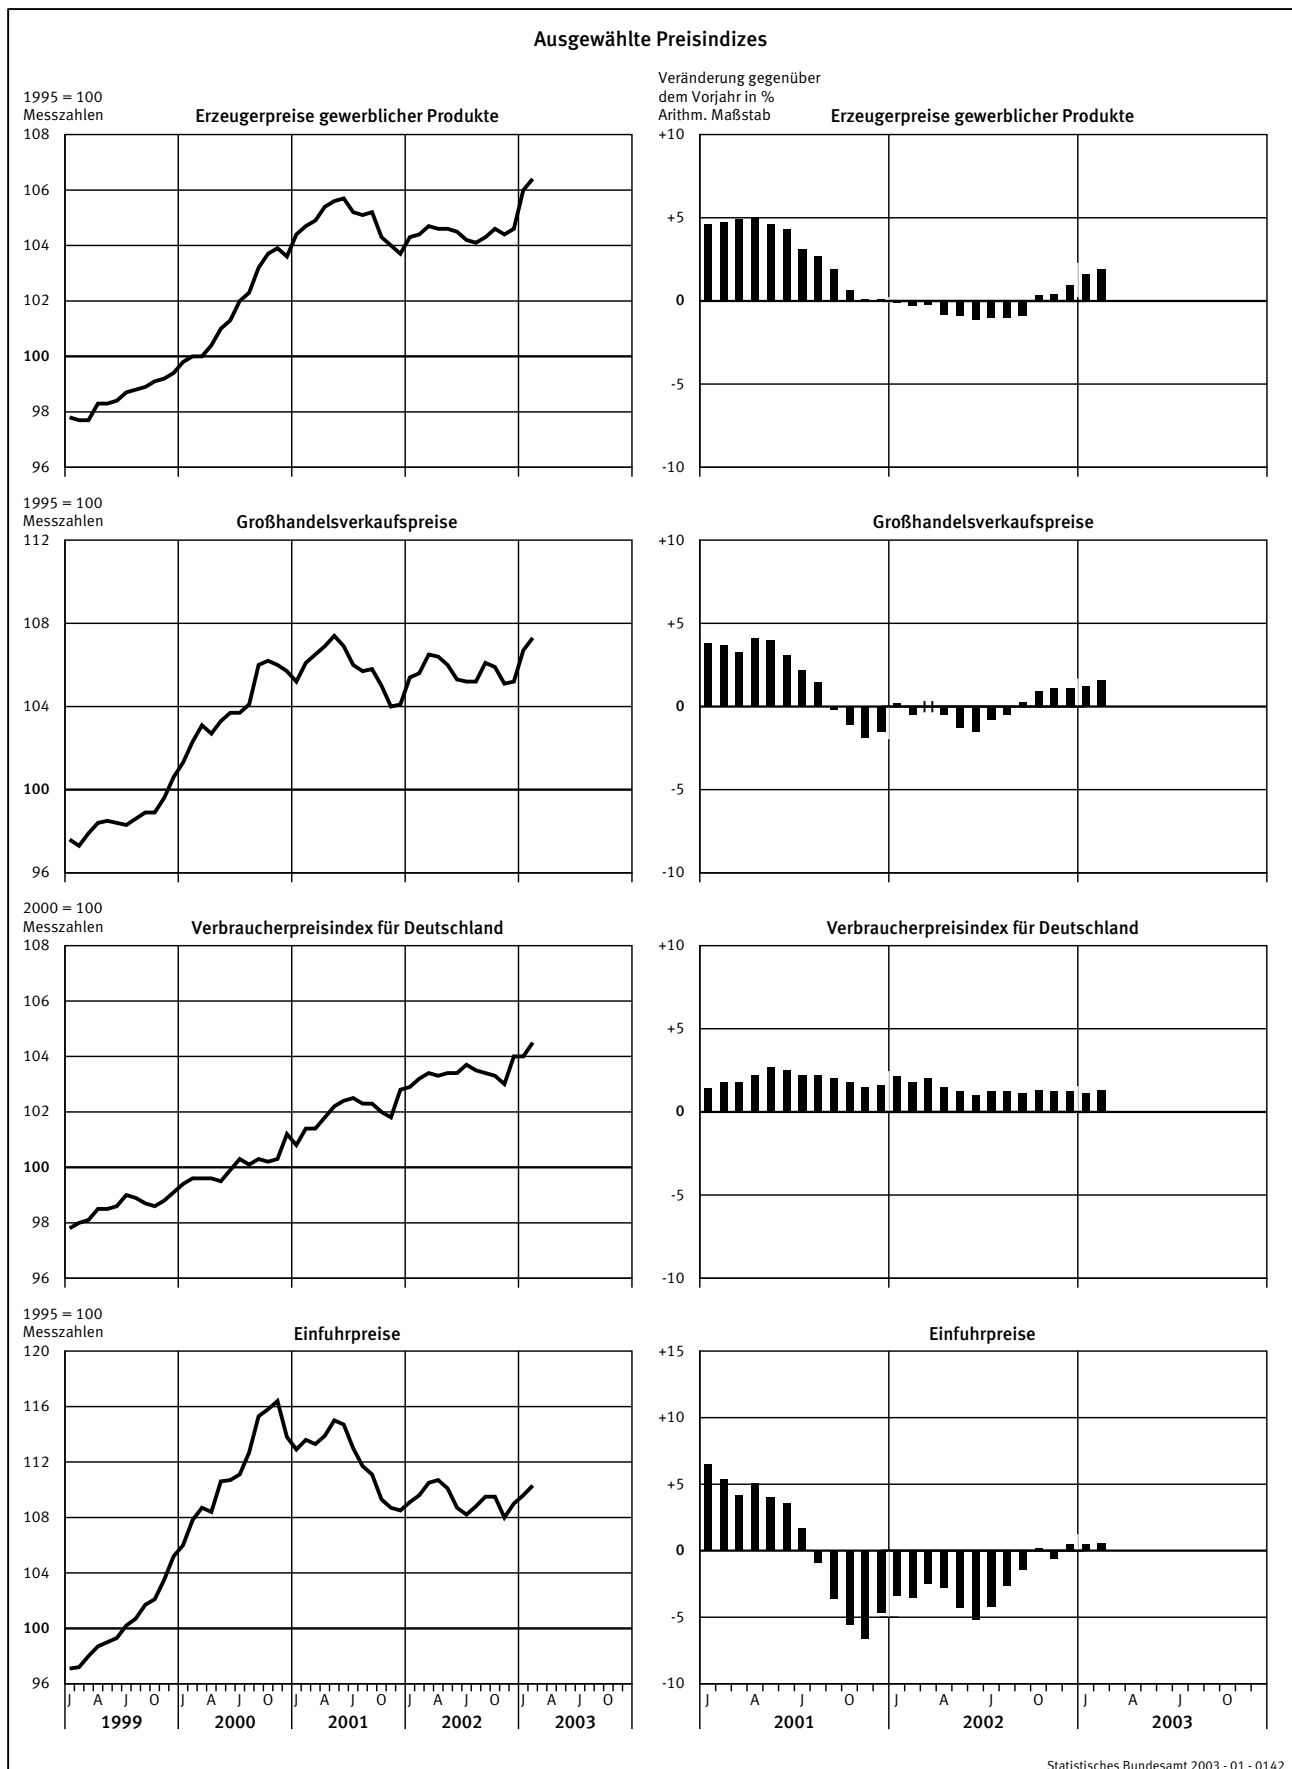 Ausgewählte Preisindizes
1995 = 100
Messzahlen
Erzeugerpreise gewerblicher Produkte
108
106
104
102
100
98
96
Veränderung gegenüber
dem Vorjahr in %
Arithm. Maßstab
Erzeugerpreise gewerblicher Produkte
+10
+5
0
-5
-10
1995 = 100
Messzahlen
Großhandelsverkaufspreise
112
108
104
100
96
Großhandelsverkaufspreise
+10
+5
0
-5
-10
2000 = 100
Messzahlen
Verbraucherpreisindex für Deutschland
108
106
104
102
100
98
96
Verbraucherpreisindex für Deutschland
+10
+5
0
-5
-10
1995 = 100
Messzahlen
Einfuhrpreise
120
116
112
108
104
100
96
J A J O J A J O J A J O J A J O J A J O
1999 2000 2001 2002 2003
Einfuhrpreise
+15
+10
+5
0
-5
-10
J A J O J A J O J A J O
2001 2002 2003
Statistisches Bundesamt 2003 - 01 - 0142